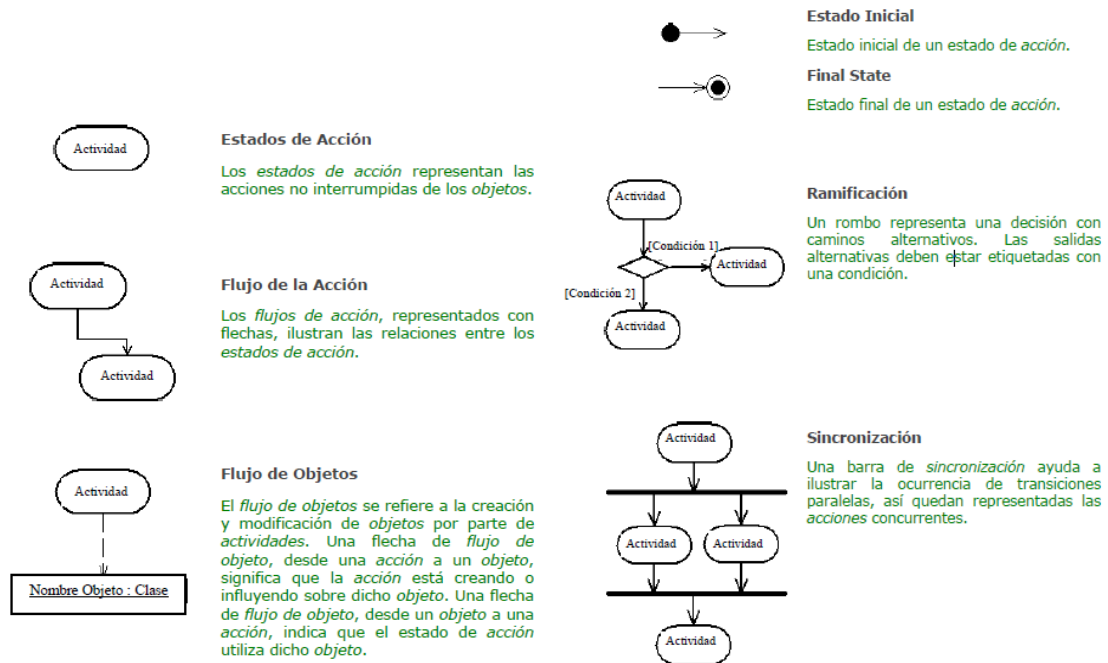 Actividad
Estados de Acción
Los estados de acción representan las
acciones no interrumpidas de los objetos.
Actividad
Actividad
Flujo de la Acción
Los flujos de acción, representados con
flechas, ilustran las relaciones entre los
estados de acción.
Actividad
Nombre Objeto : Clase
Flujo de Objetos
El flujo de objetos se refiere a la creación
y modificación de objetos por parte de
actividades. Una flecha de flujo de
objeto, desde una acción a un objeto,
significa que la acción está creando o
influyendo sobre dicho objeto. Una flecha
de flujo de objeto, desde un objeto a una
acción, indica que el estado de acción
utiliza dicho objeto.
Estado Inicial
Estado inicial de un estado de acción.
Final State
Estado final de un estado de acción.
Actividad
[Condición 1]
Actividad
[Condición 2]
Actividad
Ramificación
Un rombo representa una decisión con
caminos alternativos. Las salidas
alternativas deben estar etiquetadas con
una condición.
Actividad
Actividad
Actividad
Actividad
Sincronización
Una barra de sincronización ayuda a
ilustrar la ocurrencia de transiciones
paralelas, así quedan representadas las
acciones concurrentes.